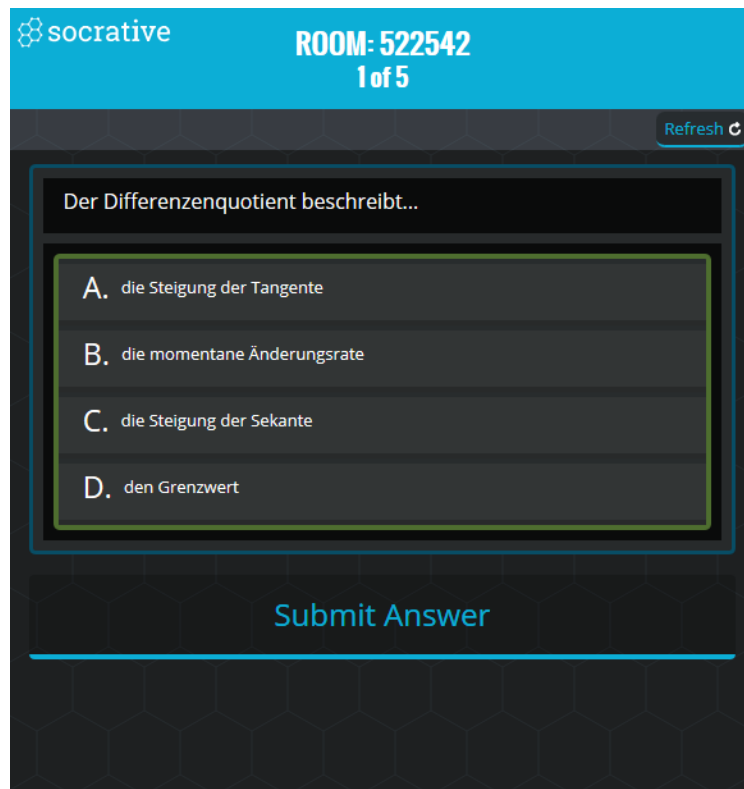 socrative
ROOM: 522542
1 of 5
Refresh
Der Differenzenquotient beschreibt...
A. die Steigung der Tangente
B. die momentane Änderungsrate
C. die Steigung der Sekante
D. den Grenzwert
Submit Answer